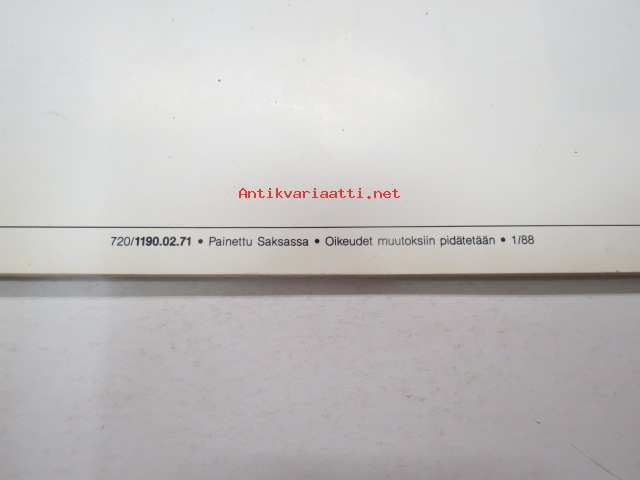 Antikvariaatti.net
720/1190.02.71 • Painettu Saksassa • Oikeudet muutoksiin pidätetään • 1/88